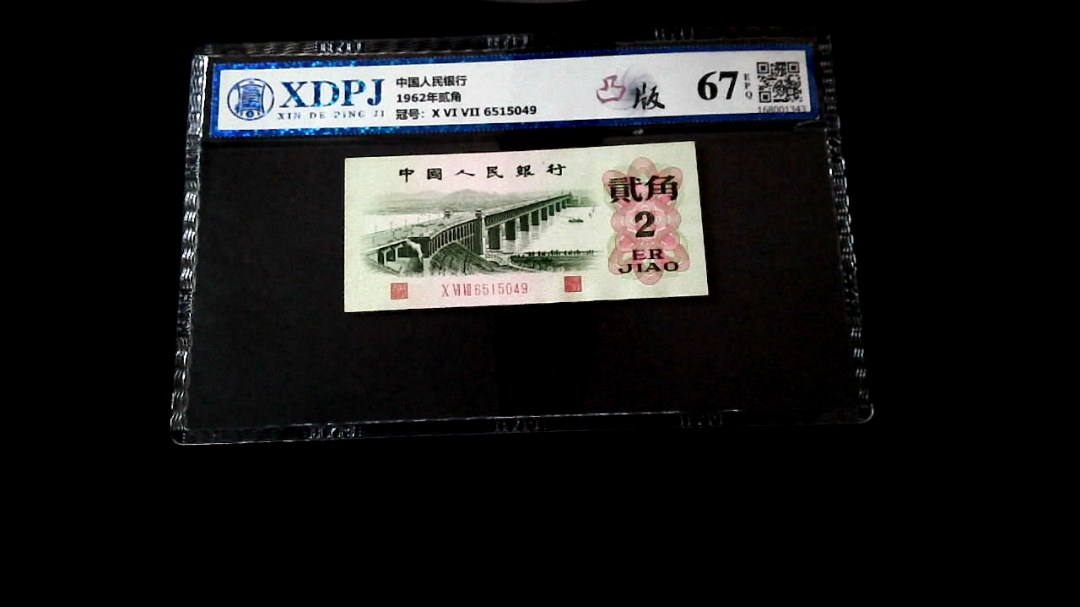 XDPJ
XIN DE PING JI
中国人民银行
1962年贰角
冠号：X VI VII 6515049
凸版
67
EPQ
168001343
中國人民銀行
貳角
2
ER
JIAO
X VI VII 6515049